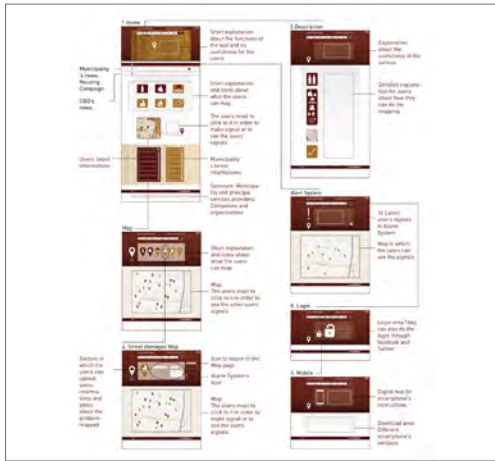 1. Home
Short explanation
about the functions of
the tool and its
usefulness for the
users
Municipality
's news:
Housing
Campaign
CBO's
news
Short explanation
and icons about
what the users
can map
The users must to
click to it in order to
make signal or to
see the users'
signals
Users' latest
informations
Municipality'
s latest
informations
Sponsors: Municipa-
lity and principal
services providers
Companies and
organizations
Map
Short explanation
and icons about
what the users
can map
Map
The users must to
click to it in order to
see the other users'
signals
4. Street damages Map
Section in
which the
users can
upload
some
informa-
tions and
photo
about the
problem
mapped
Icon to return to the
Map page
Alarm System's
icon
Map
The users must to
click to it in order to
make signal or to
see the users'
signals
2. Description
Explanation
about the
usefulness of the
service
Detailed explana-
tion for users
about how they
can do the
mapping
Alert System
10 Latest
user's signals
in Alarm
System
Map in which
the users can
see the signals
6. Login
Login area They
can also do the
login through
Facebook and
Twitter
5. Mobile
Digital tool for
smartphone's
instructions
Download area:
Different
smartphone's
versions